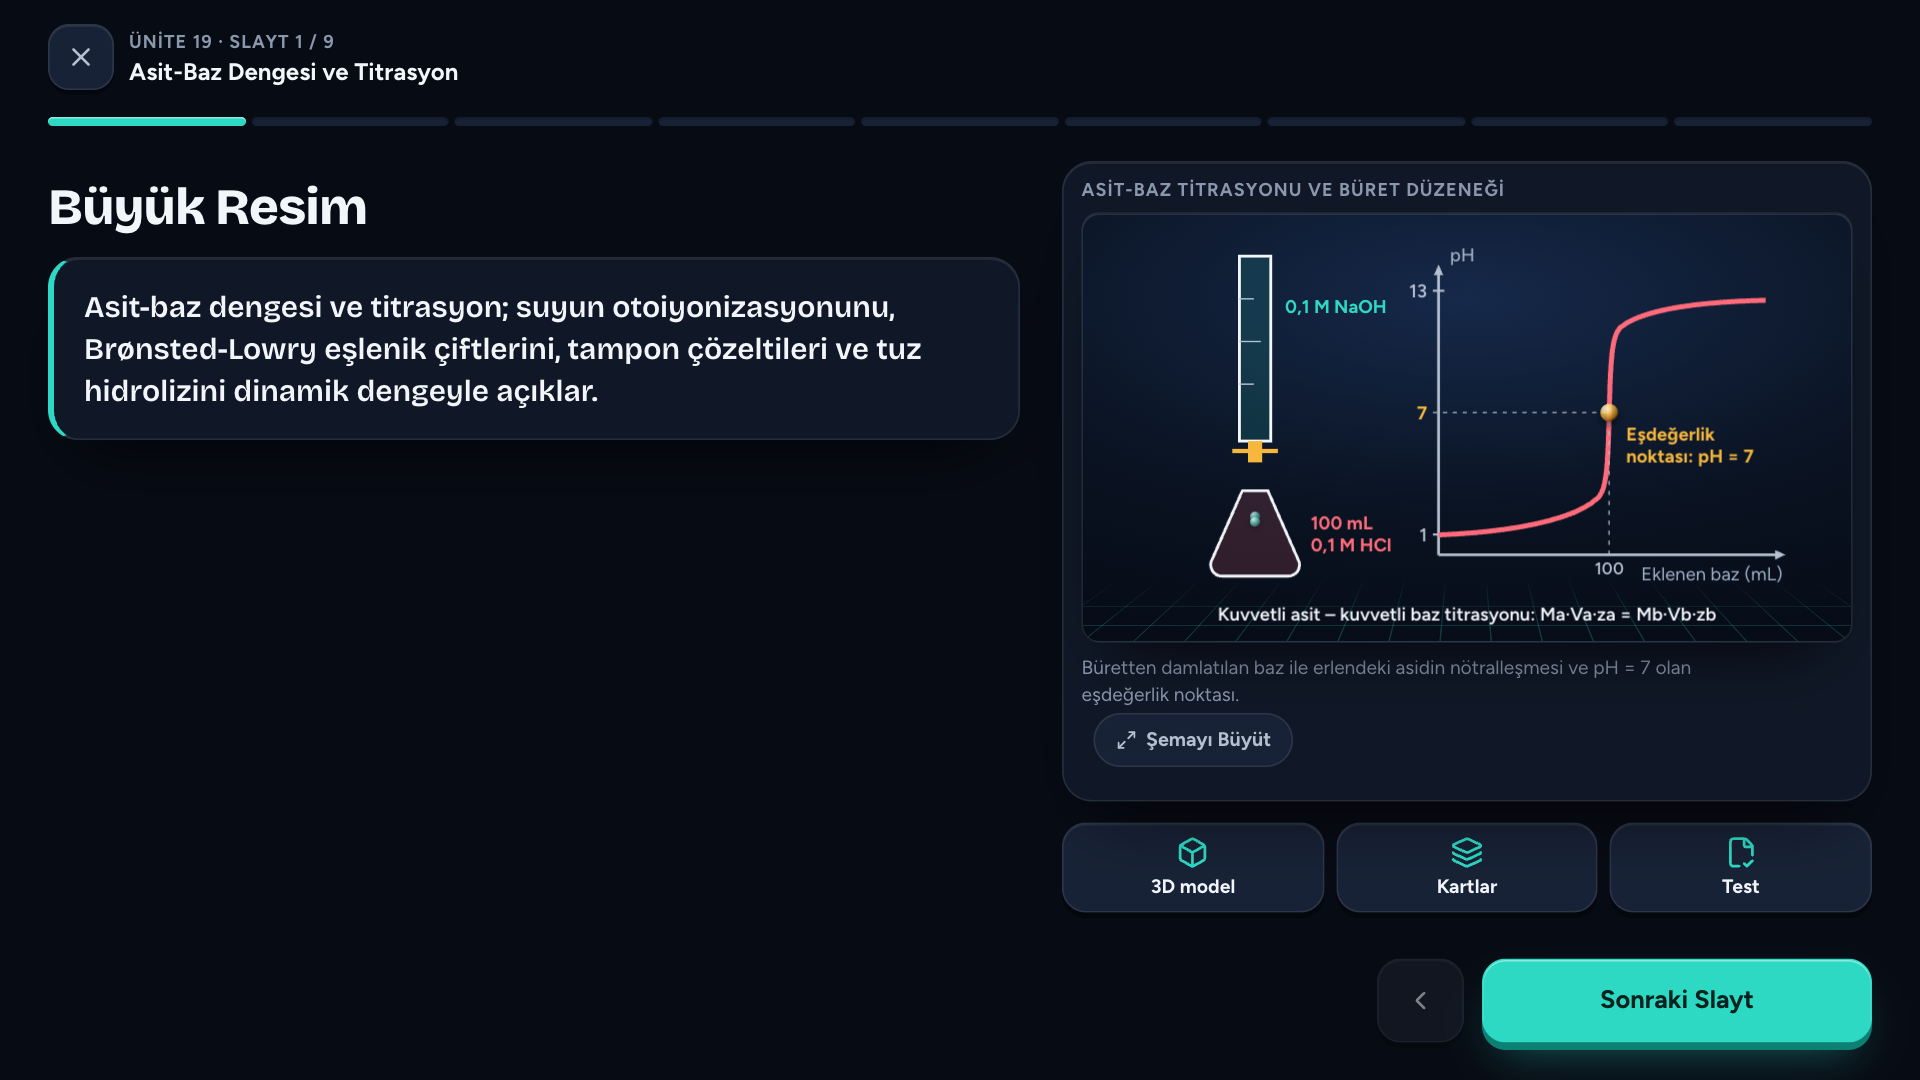 ÜNİTE 19 · SLAYT 1 / 9
Asit-Baz Dengesi ve Titrasyon
Büyük Resim
Asit-baz dengesi ve titrasyon; suyun otoiyonizasyonunu,
Brønsted-Lowry eşlenik çiftlerini, tampon çözeltileri ve tuz
hidrolizini dinamik dengeyle açıklar.
ASİT-BAZ TİTRASYONU VE BÜRET DÜZENEĞİ
0,1 M NaOH
100 mL
0,1 M HCl
pH
13
7
1
Eşdeğerlik
noktası: pH = 7
100
Eklenen baz (mL)
Kuvvetli asit – kuvvetli baz titrasyonu: Ma·Va·za = Mb·Vb·zb
Büretten damlatılan baz ile erlendeki asidin nötralleşmesi ve pH = 7 olan
eşdeğerlik noktası.
Şemayı Büyüt
3D model
Kartlar
Test
Sonraki Slayt